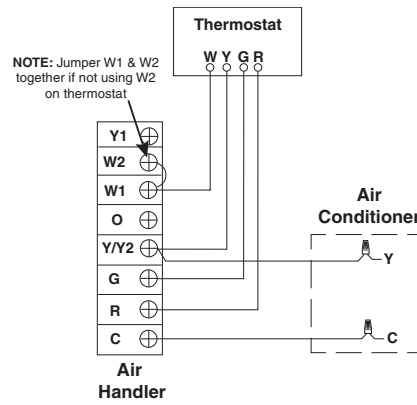 Thermostat
W Y G R
NOTE: Jumper W1 & W2
together if not using W2
on thermostat
Y1
W2
W1
O
Y/Y2
G
R
C
Air
Handler
Air
Conditioner
Y
C